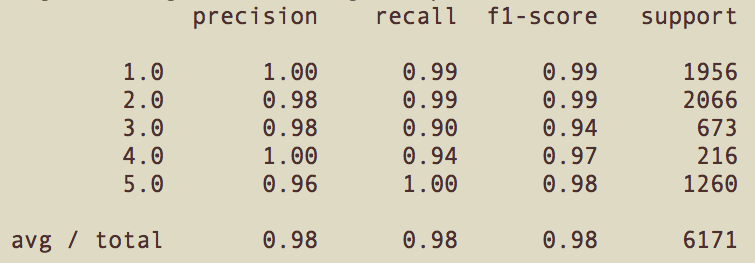 precision recall f1-score support
1.0 1.00 0.99 0.99 1956
2.0 0.98 0.99 0.99 2066
3.0 0.98 0.90 0.94 673
4.0 1.00 0.94 0.97 216
5.0 0.96 1.00 0.98 1260
avg / total 0.98 0.98 0.98 6171